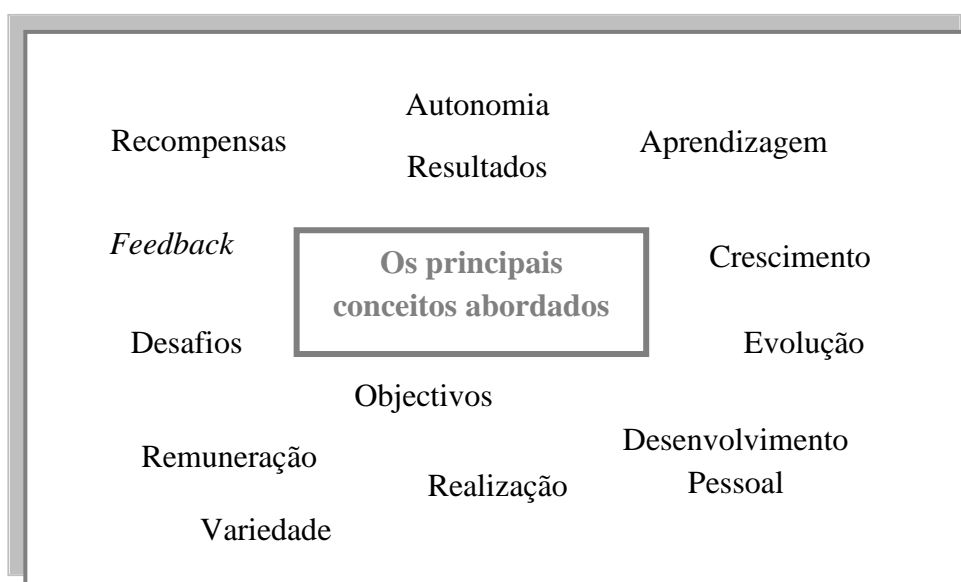 Autonomia
Recompensas
Aprendizagem
Resultados
Feedback
Os principais
conceitos abordados
Crescimento
Desafios
Evolução
Objectivos
Desenvolvimento
Pessoal
Remuneração
Realização
Variedade